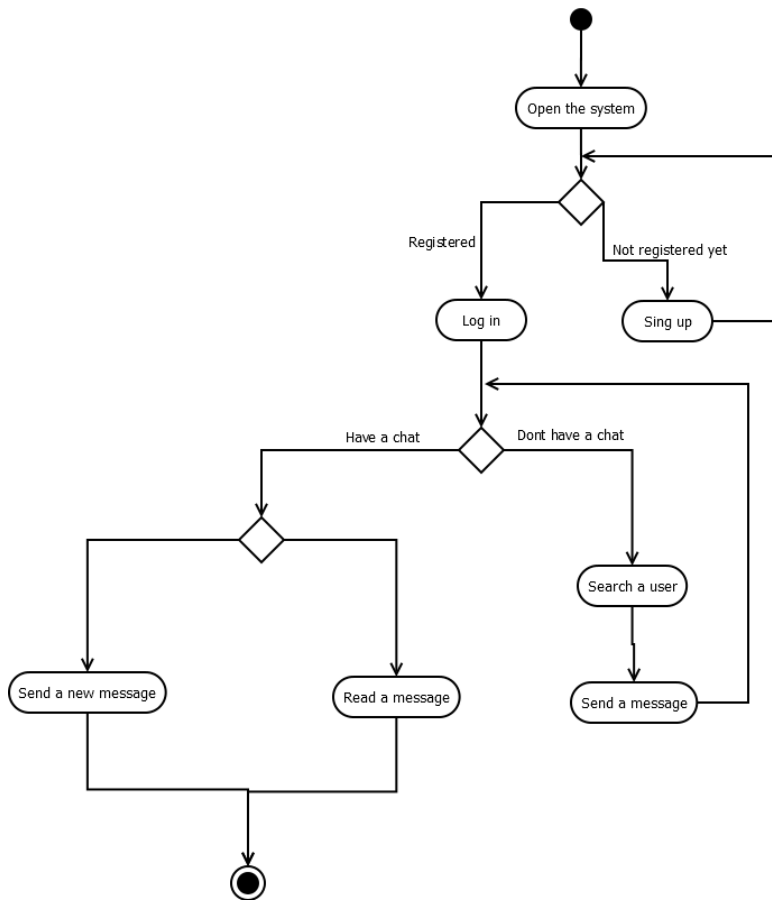 Open the system
Registered
Not registered yet
Log in
Sing up
Have a chat
Dont have a chat
Search a user
Send a new message
Read a message
Send a message